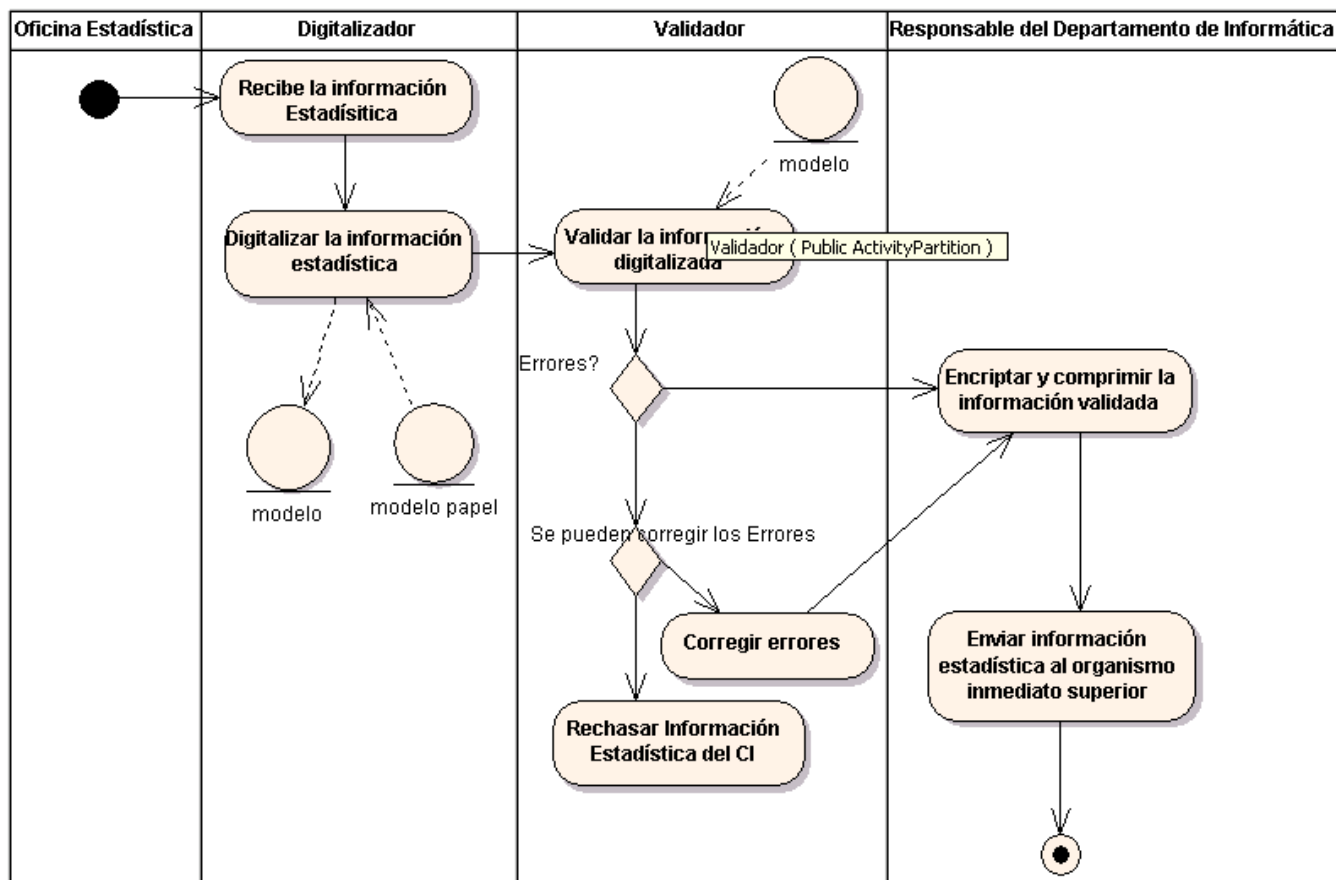 Oficina Estadística
Digitalizador
Validador
Responsable del Departamento de Informática
Recibe la información
Estadísitica
modelo
Digitalizar la información
estadística
Validar la
digitalizada
Validador ( Public ActivityPartition )
Errores?
Encriptar y comprimir la
información validada
modelo
modelo papel
Se pueden corregir los Errores
Corregir errores
Enviar información
estadística al organismo
inmediato superior
Rechasar Información
Estadística del CI